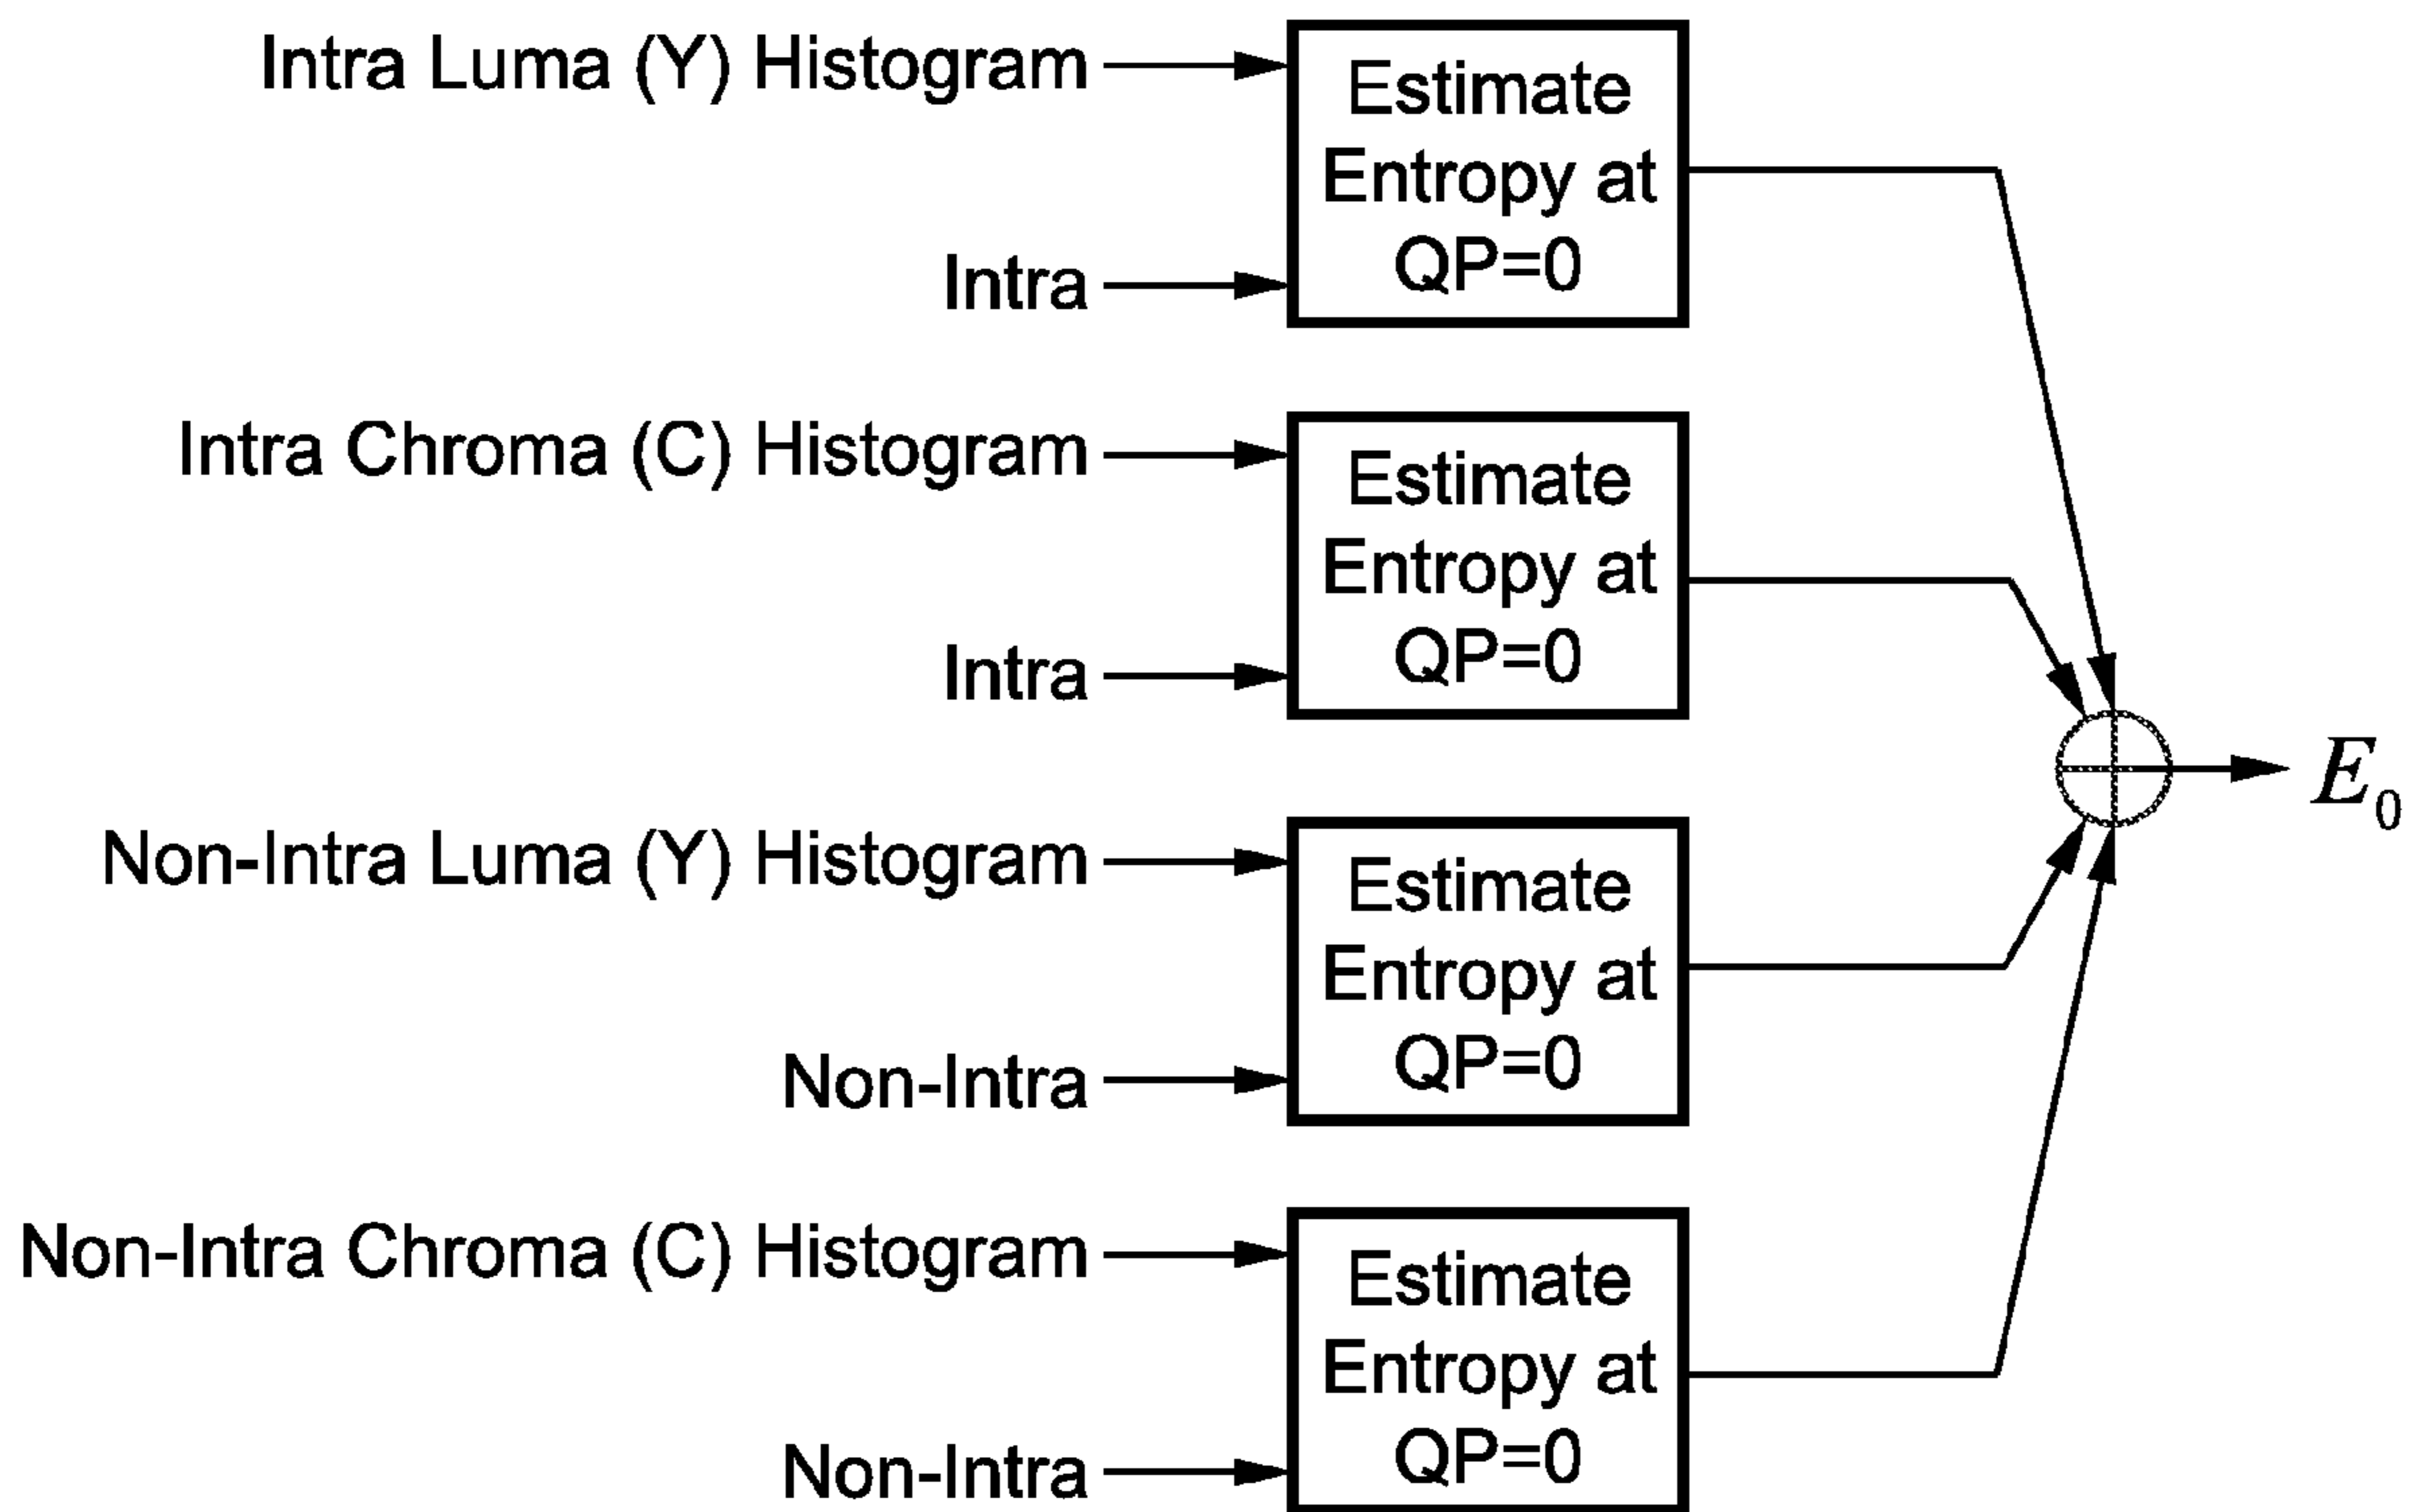 Intra Luma (Y) Histogram
Intra
Estimate
Entropy at
QP=0
Intra Chroma (C) Histogram
Intra
Estimate
Entropy at
QP=0
Non-Intra Luma (Y) Histogram
Non-Intra
Estimate
Entropy at
QP=0
Non-Intra Chroma (C) Histogram
Non-Intra
Estimate
Entropy at
QP=0
E₀